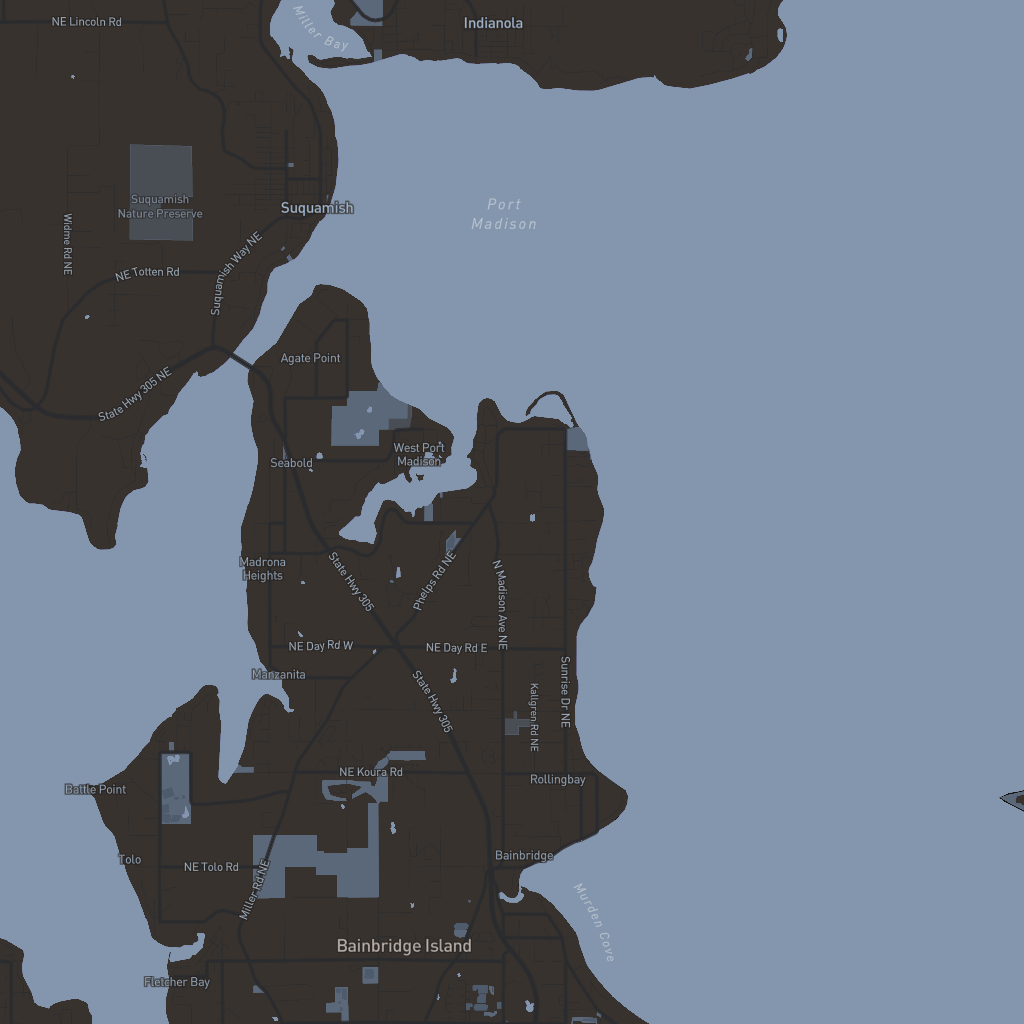 NE Lincoln Rd
Miller Bay
Indianola
Suquamish
Nature Preserve
Suquamish
Port
Madison
Widme Rd NE
Suquamish Way NE
NE Totten Rd
State Hwy 305 NE
Agate Point
West Port
Madison
Seabold
Madrona
Heights
State Hwy 305
Phelps Rd NE
N Madison Ave NE
NE Day Rd W
NE Day Rd E
Manzanita
State Hwy 305
Kallgren Rd NE
Sunrise Dr NE
NE Koura Rd
Rollingbay
Battle Point
Tolo
NE Tolo Rd
Miller Rd NE
Bainbridge
Murden Cove
Bainbridge Island
Fletcher Bay